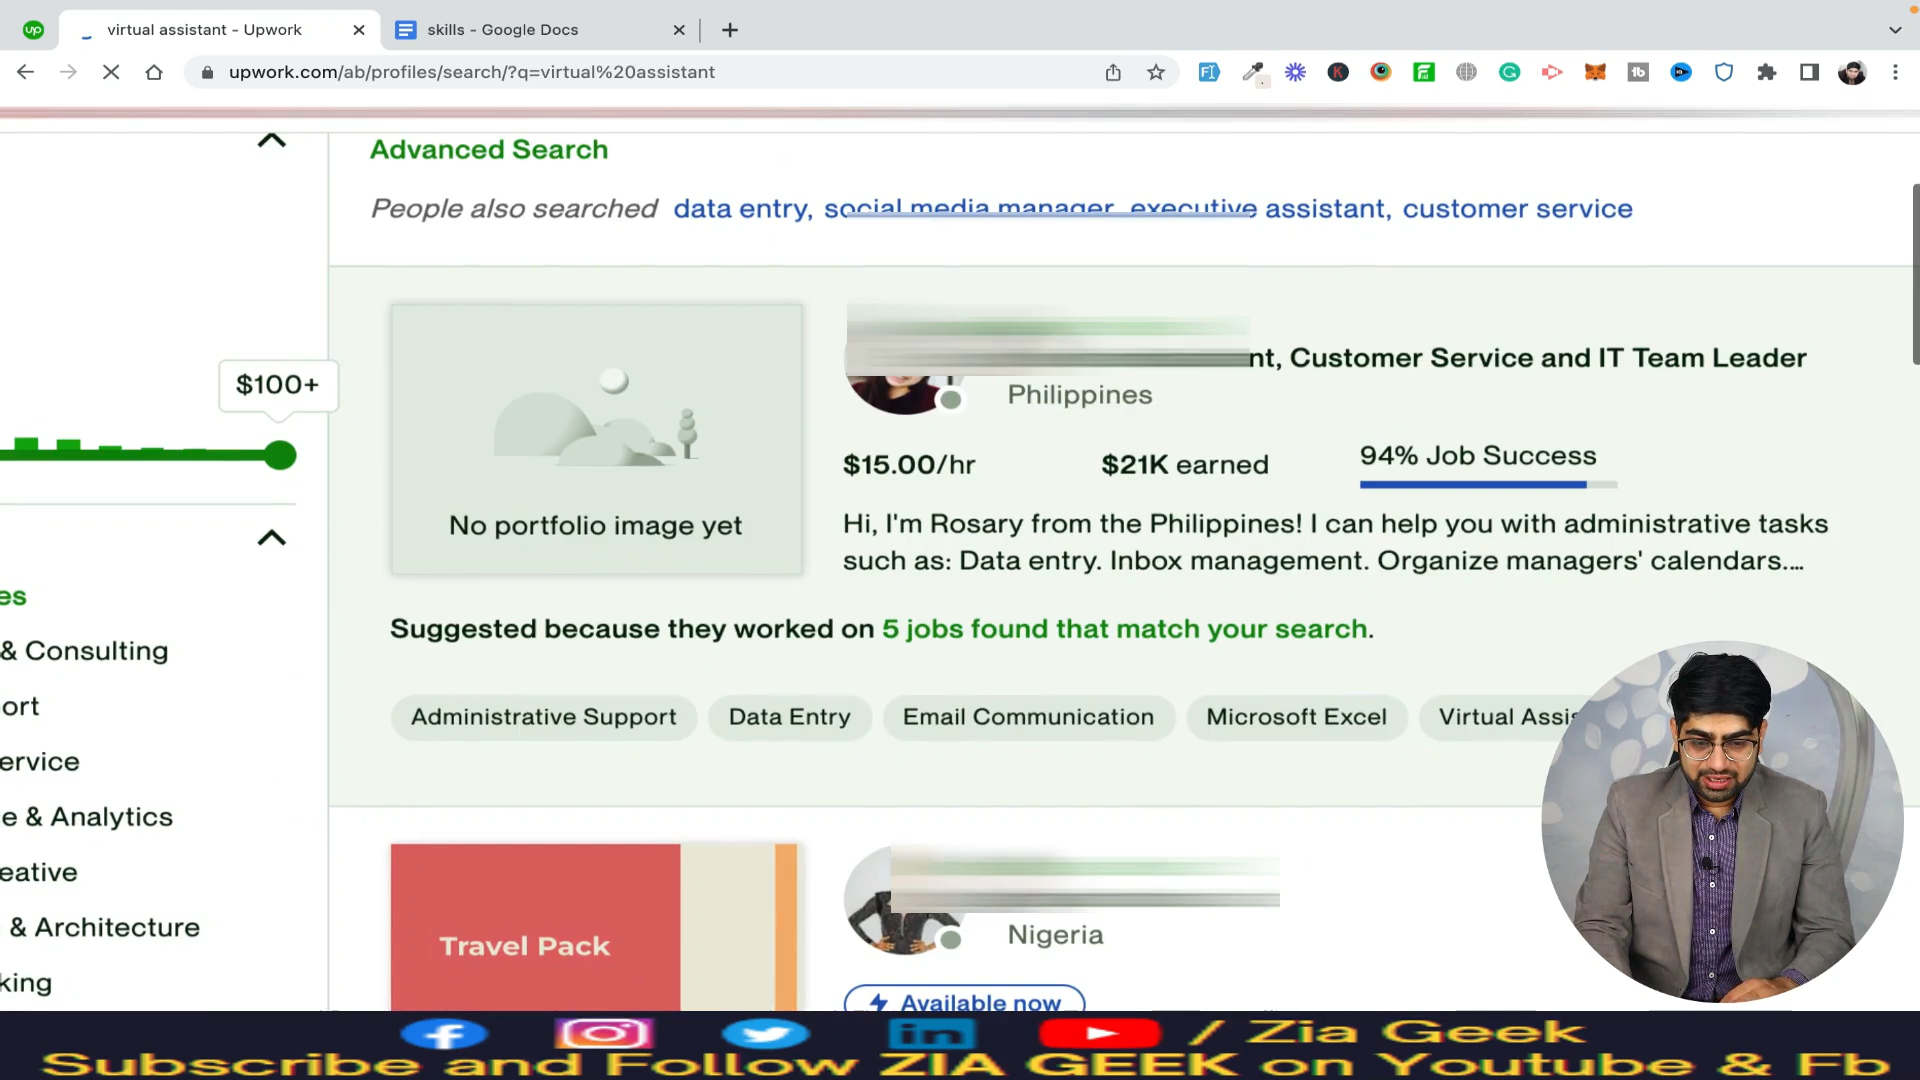 up
virtual assistant - Upwork
skills - Google Docs
upwork.com/ab/profiles/search/?q=virtual%20assistant
Advanced Search
People also searched data entry, social media manager, executive assistant, customer service
nt, Customer Service and IT Team Leader
Philippines
$100+
$15.00/hr
$21K earned
94% Job Success
No portfolio image yet
Hi, I'm Rosary from the Philippines! I can help you with administrative tasks
such as: Data entry. Inbox management. Organize managers' calendars....
es
Suggested because they worked on 5 jobs found that match your search.
& Consulting
ort
Administrative Support
Data Entry
Email Communication
Microsoft Excel
Virtual Assis
ervice
e & Analytics
eative
& Architecture
king
Travel Pack
Nigeria
Available now
/ Zia Geek
Subscribe and Follow ZIA GEEK on Youtube & Fb